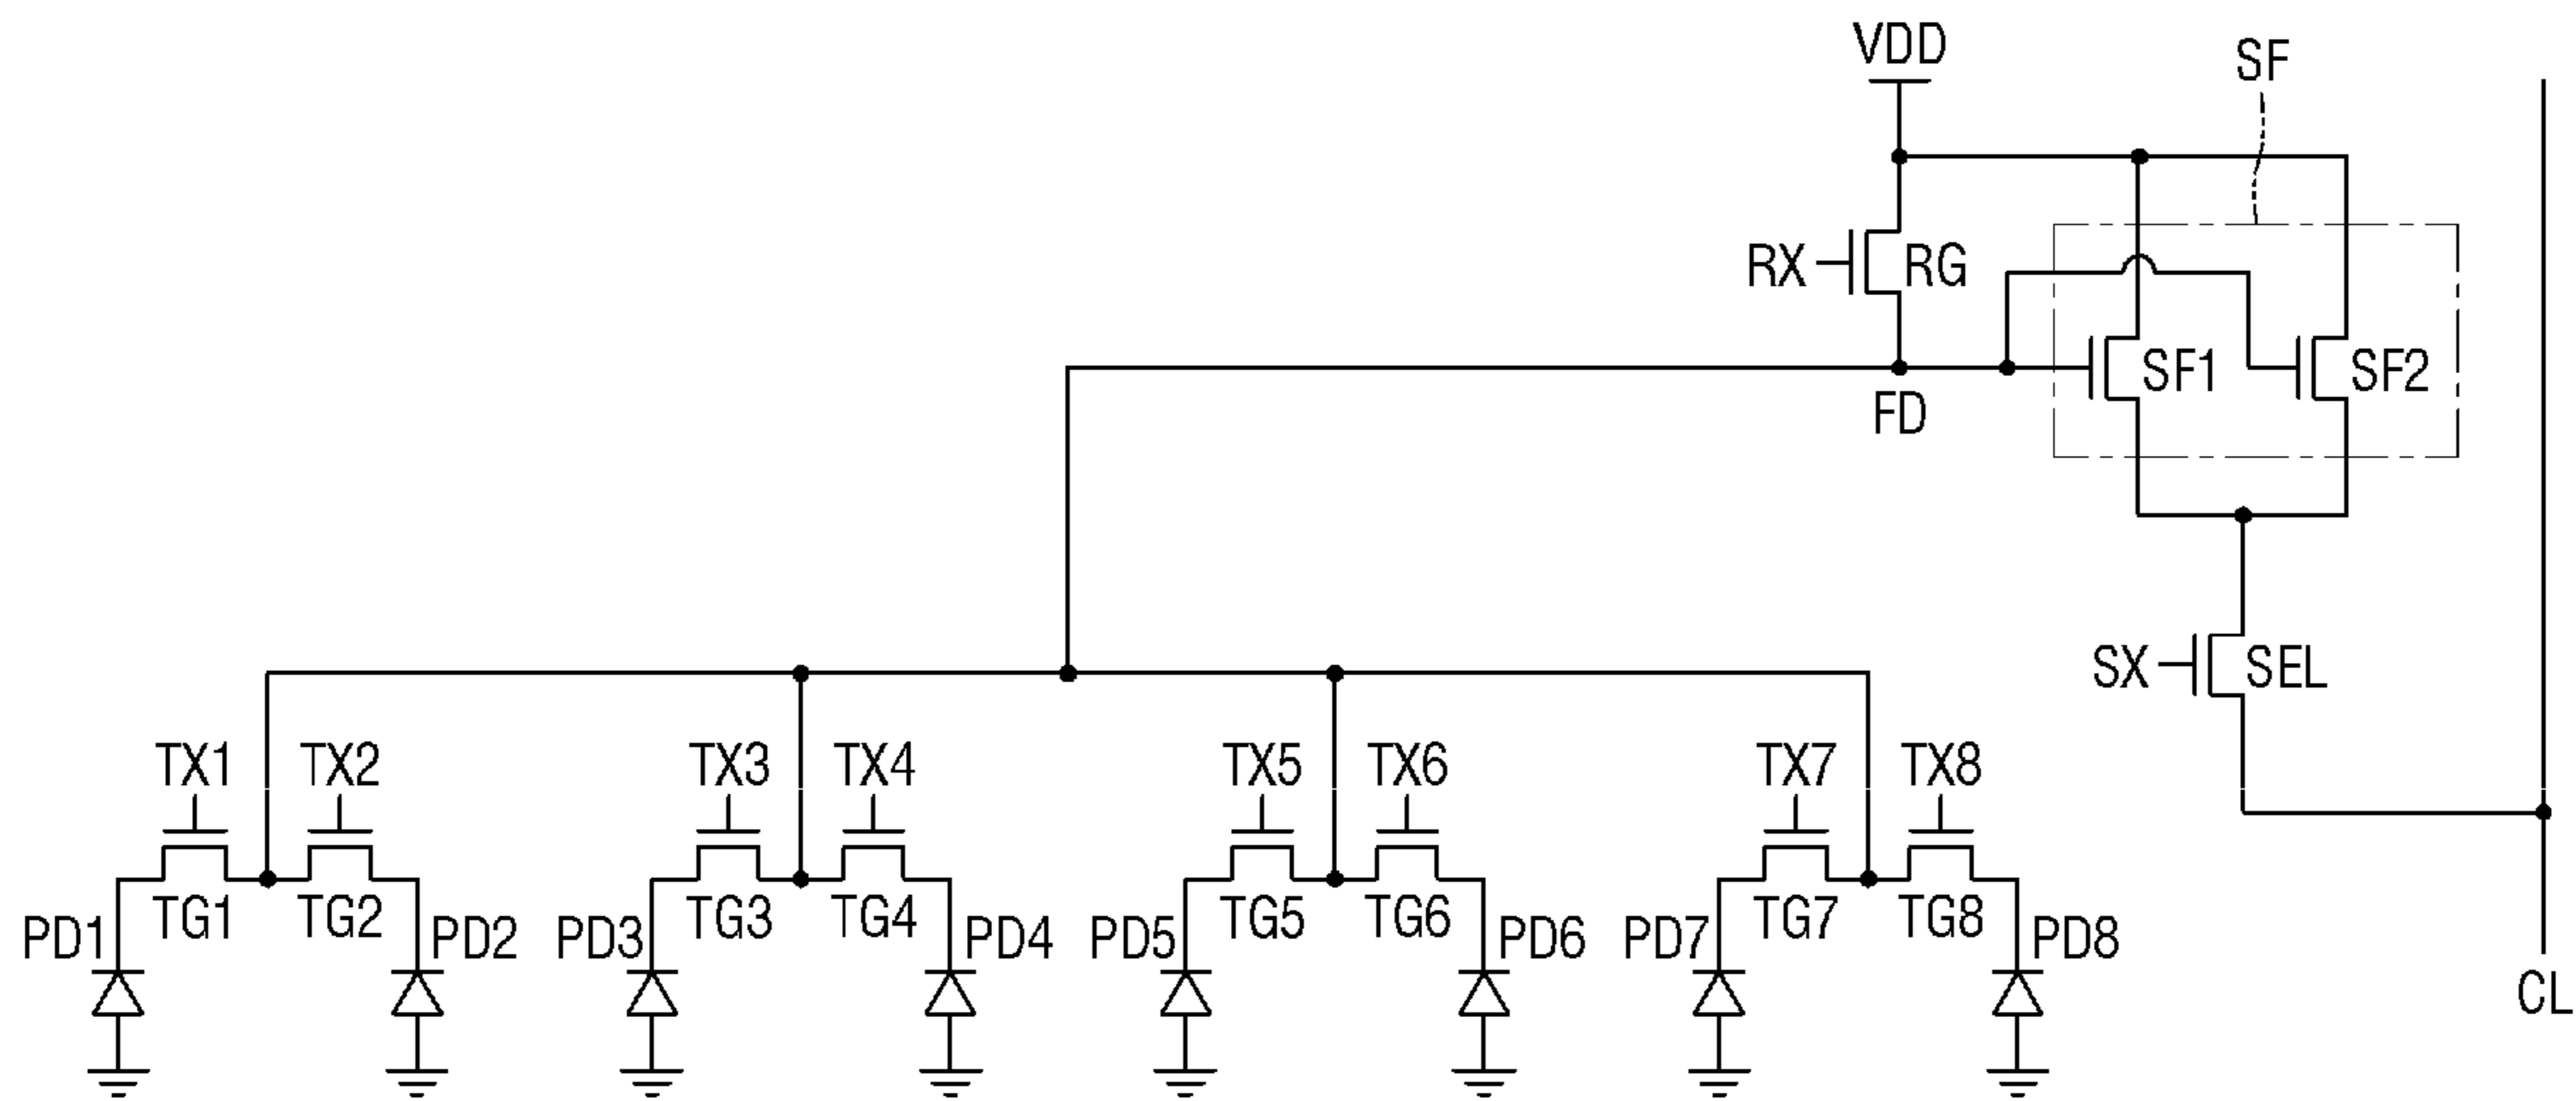 VDD
SF
RX
RG
SF1
SF2
FD
SX
SEL
TX1
TX2
TX3
TX4
TX5
TX6
TX7
TX8
TG1
TG2
TG3
TG4
TG5
TG6
TG7
TG8
PD1
PD2
PD3
PD4
PD5
PD6
PD7
PD8
CL